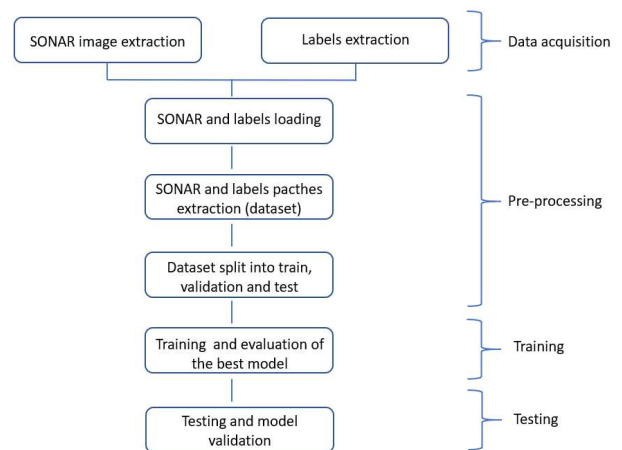 SONAR image extraction
Labels extraction
Data acquisition
SONAR and labels loading
SONAR and labels pacthes
extraction (dataset)
Pre-processing
Dataset split into train,
validation and test
Training and evaluation of
the best model
Training
Testing and model
validation
Testing